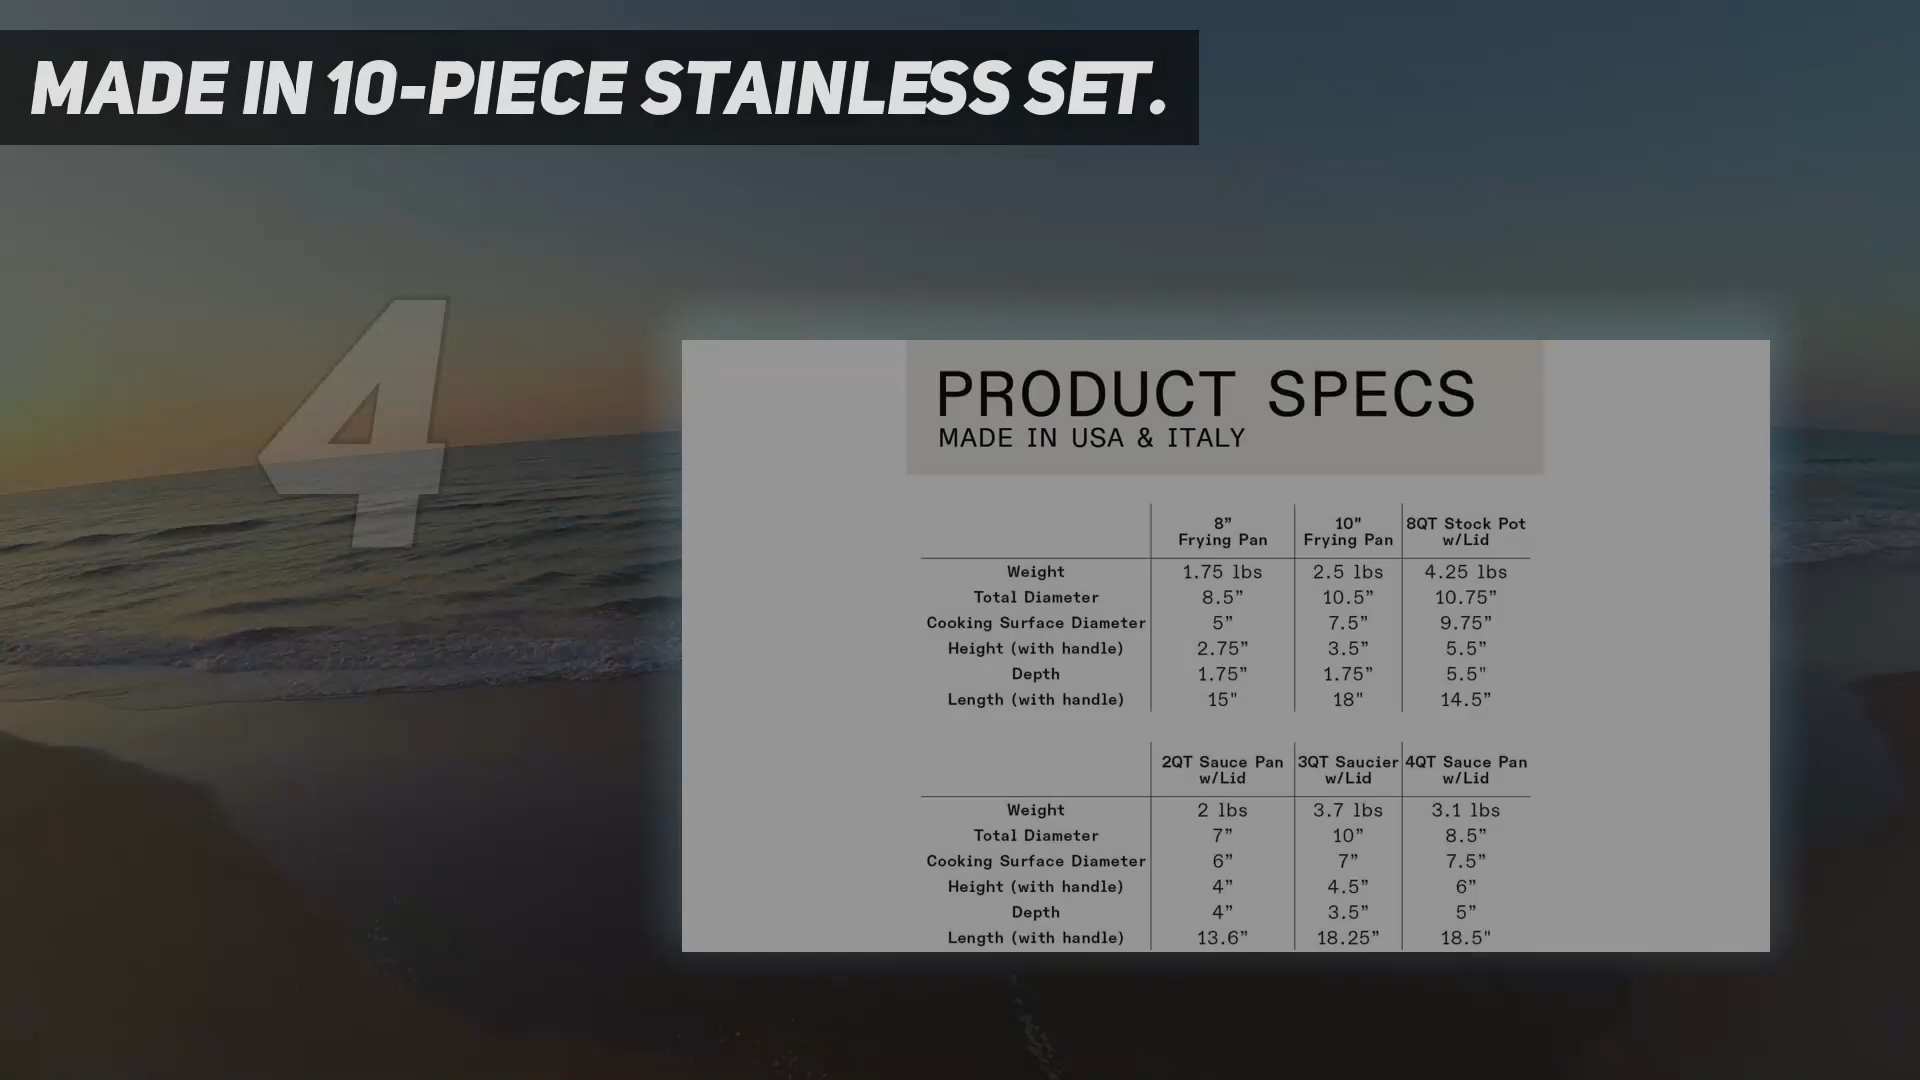 MADE IN 10-PIECE STAINLESS SET.
4
PRODUCT SPECS
MADE IN USA & ITALY
8” Frying Pan 10" Frying Pan 8QT Stock Pot w/Lid
Weight 1.75 lbs 2.5 lbs 4.25 lbs
Total Diameter 8.5” 10.5” 10.75”
Cooking Surface Diameter 5” 7.5” 9.75”
Height (with handle) 2.75” 3.5” 5.5”
Depth 1.75” 1.75” 5.5"
Length (with handle) 15" 18" 14.5”
2QT Sauce Pan w/Lid 3QT Saucier w/Lid 4QT Sauce Pan w/Lid
Weight 2 lbs 3.7 lbs 3.1 lbs
Total Diameter 7” 10” 8.5”
Cooking Surface Diameter 6” 7” 7.5”
Height (with handle) 4” 4.5” 6”
Depth 4” 3.5” 5”
Length (with handle) 13.6” 18.25” 18.5"